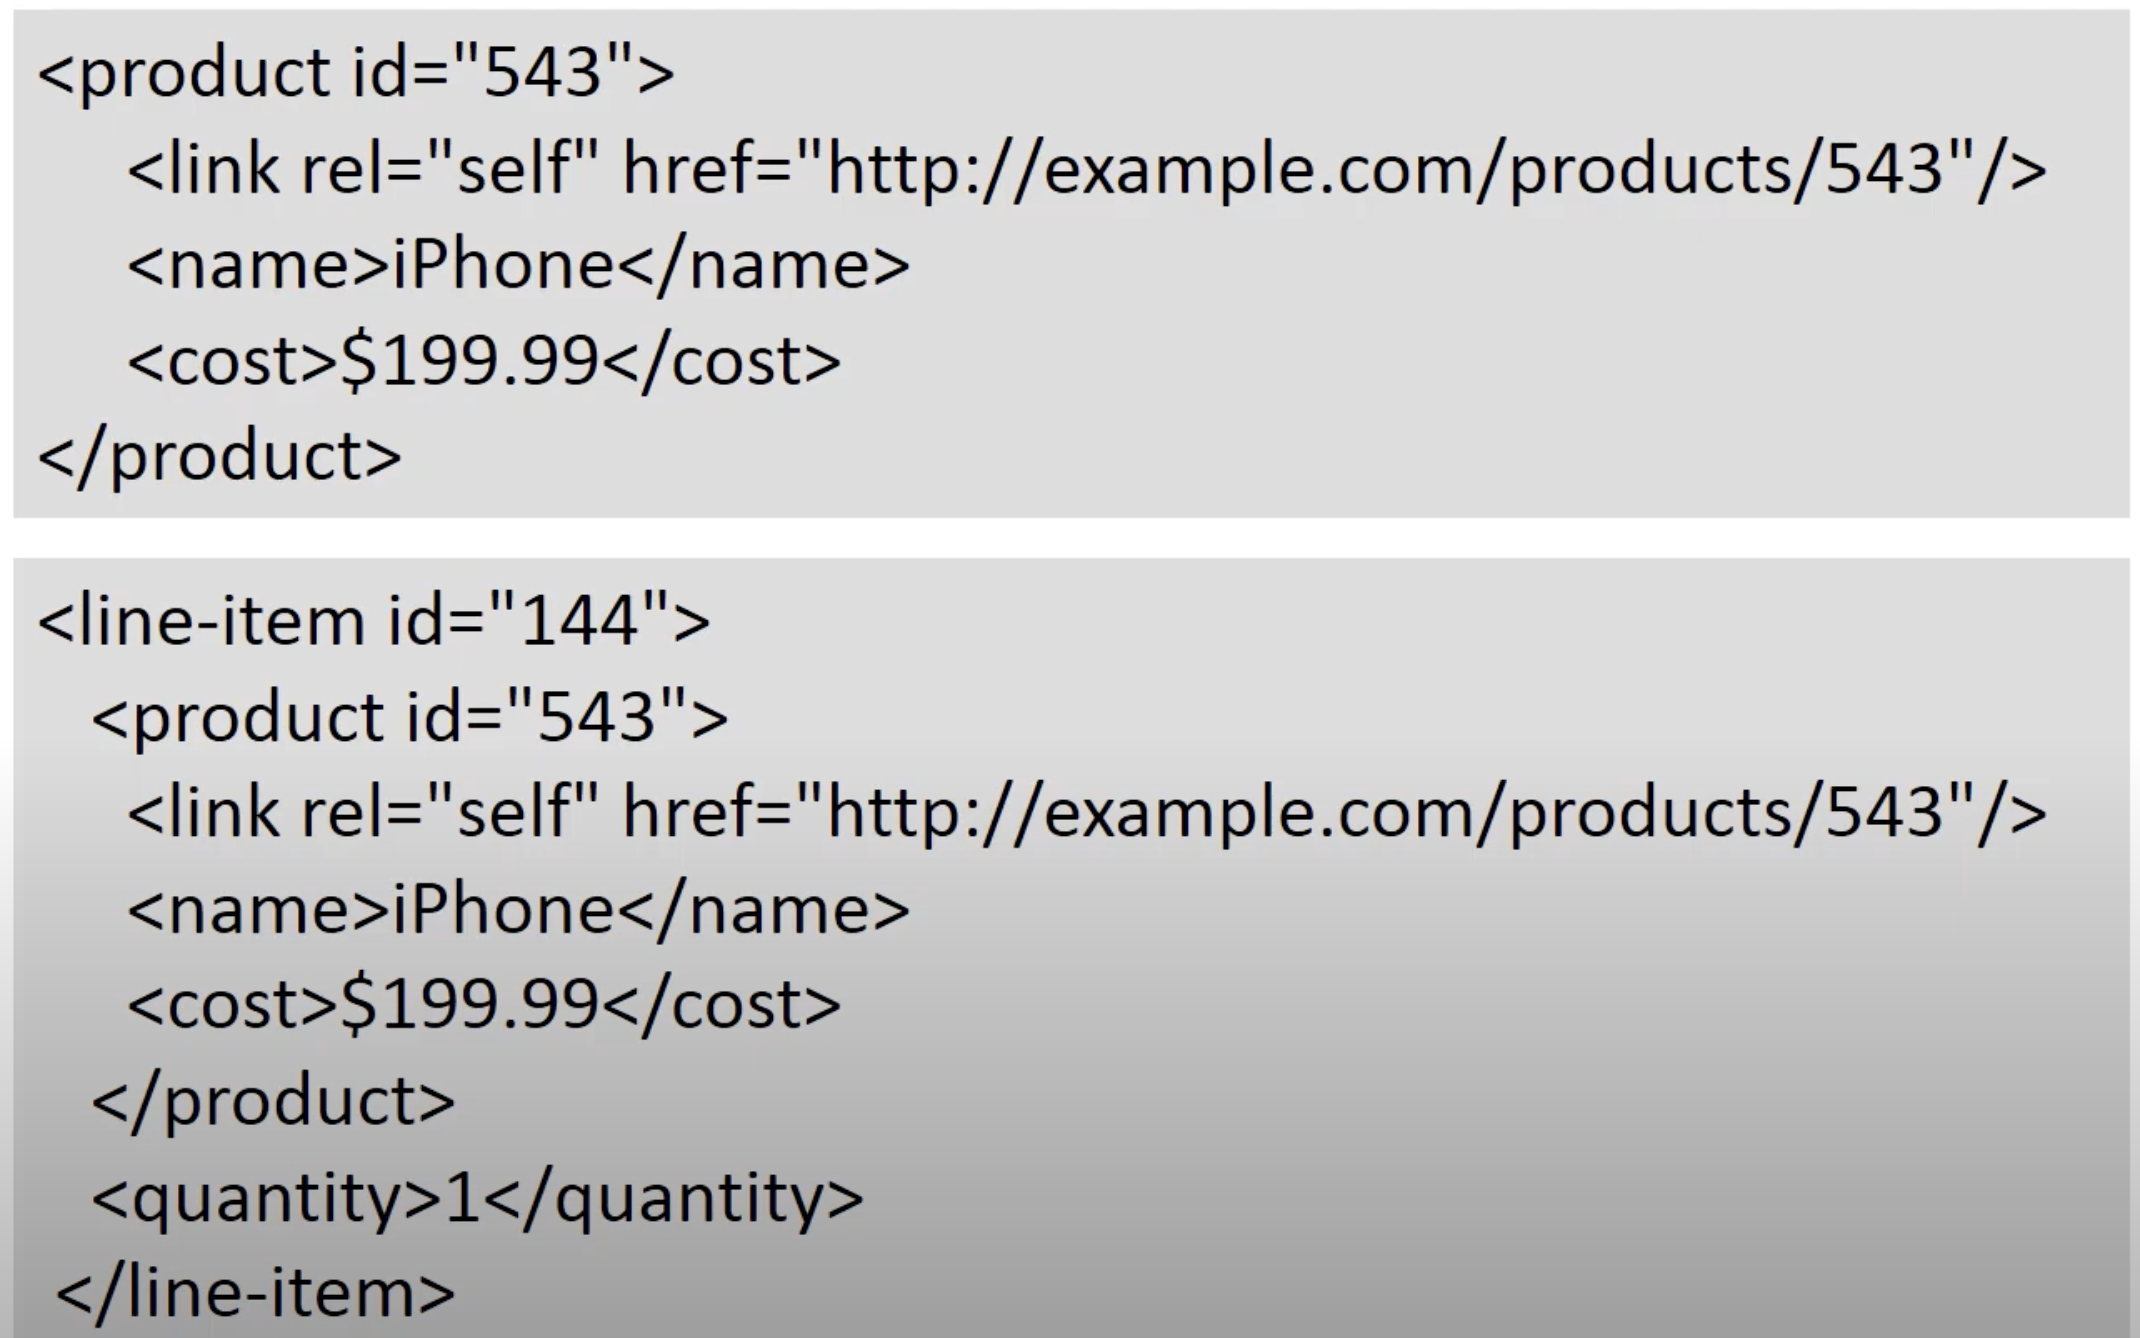 <product id="543">
<link rel="self" href="http://example.com/products/543"/>
<name>iPhone</name>
<cost>$199.99</cost>
</product>
<line-item id="144">
<product id="543">
<link rel="self" href="http://example.com/products/543"/>
<name>iPhone</name>
<cost>$199.99</cost>
</product>
<quantity>1</quantity>
</line-item>